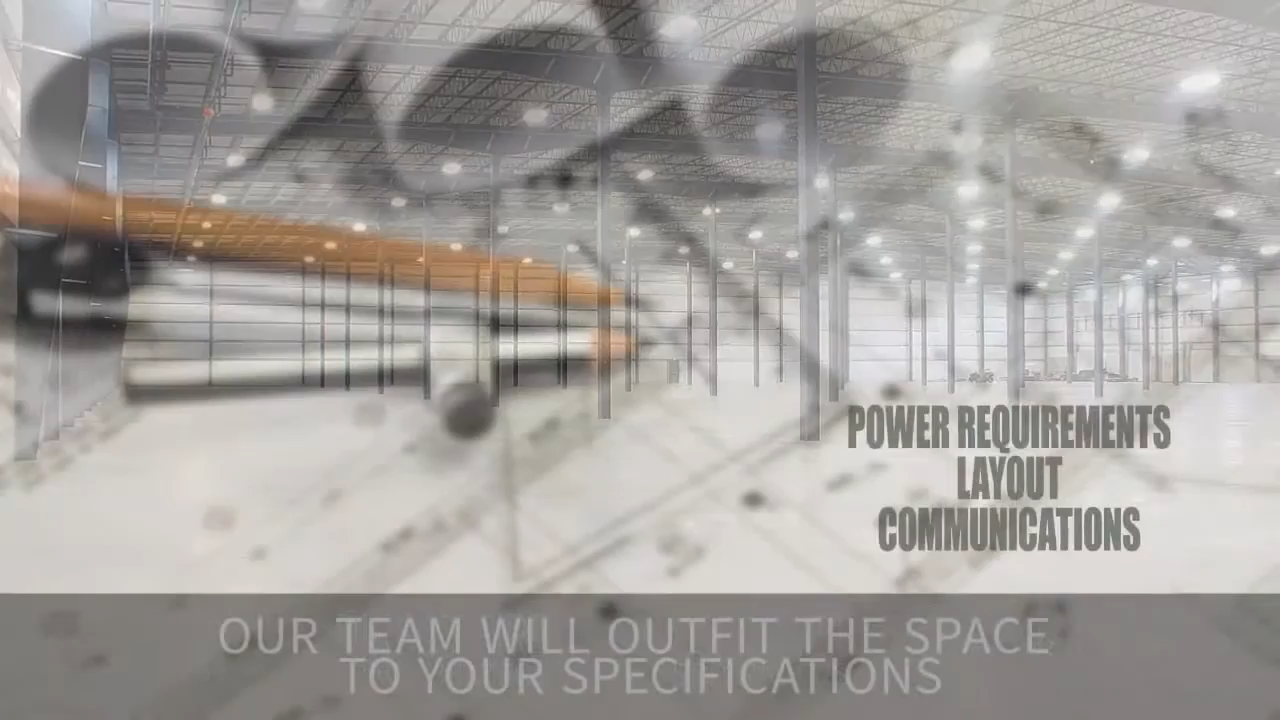 POWER REQUIREMENTS
LAYOUT
COMMUNICATIONS
OUR TEAM WILL OUTFIT THE SPACE
TO YOUR SPECIFICATIONS